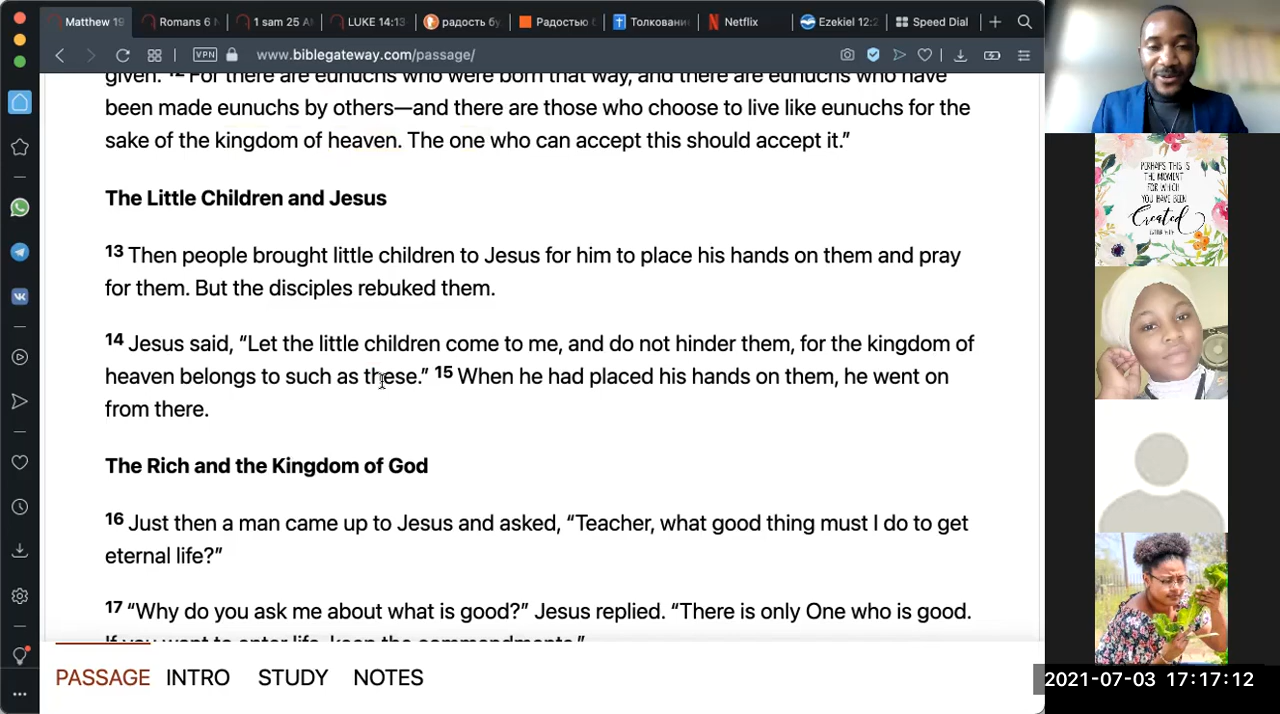 Matthew 19
Romans 6 N
1 sam 25 A
LUKE 14:13
радость бу
Радостью
Толковани
Netflix
Ezekiel 12:2
Speed Dial
VPN
www.biblegateway.com/passage/
given. 12 For there are eunuchs who were born that way, and there are eunuchs who have
been made eunuchs by others—and there are those who choose to live like eunuchs for the
sake of the kingdom of heaven. The one who can accept this should accept it.”
The Little Children and Jesus
13 Then people brought little children to Jesus for him to place his hands on them and pray
for them. But the disciples rebuked them.
14 Jesus said, “Let the little children come to me, and do not hinder them, for the kingdom of
heaven belongs to such as these.” 15 When he had placed his hands on them, he went on
from there.
The Rich and the Kingdom of God
16 Just then a man came up to Jesus and asked, “Teacher, what good thing must I do to get
eternal life?”
17 “Why do you ask me about what is good?” Jesus replied. “There is only One who is good.
If you want to enter life, keep the commandments.”
PASSAGE INTRO STUDY NOTES
PERHAPS THIS IS
THE MOMENT
FOR WHICH
YOU HAVE BEEN
Created
2021-07-03 17:17:12